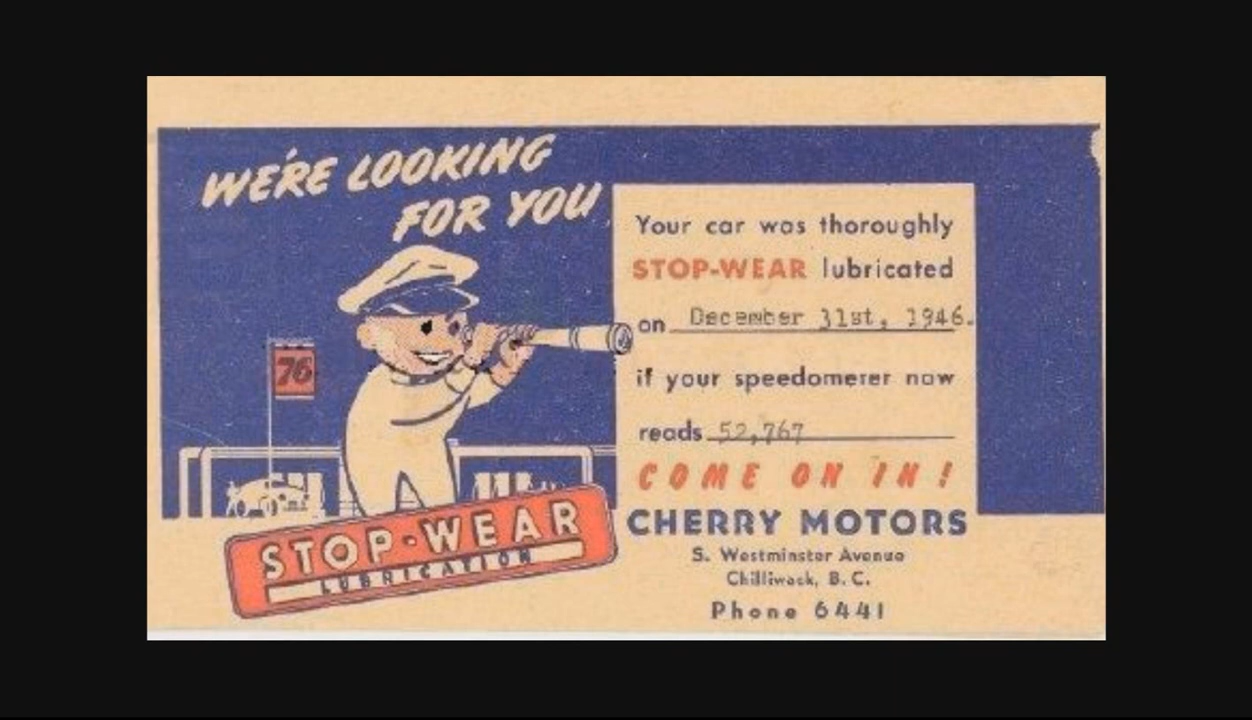 WE'RE LOOKING
FOR YOU
76
STOP-WEAR
LUBRICATION
Your car was thoroughly
STOP-WEAR lubricated
on December 31st, 1946.
if your speedometer now
reads 52,767
COME ON IN!
CHERRY MOTORS
S. Westminster Avenue
Chilliwack, B. C.
Phone 6441